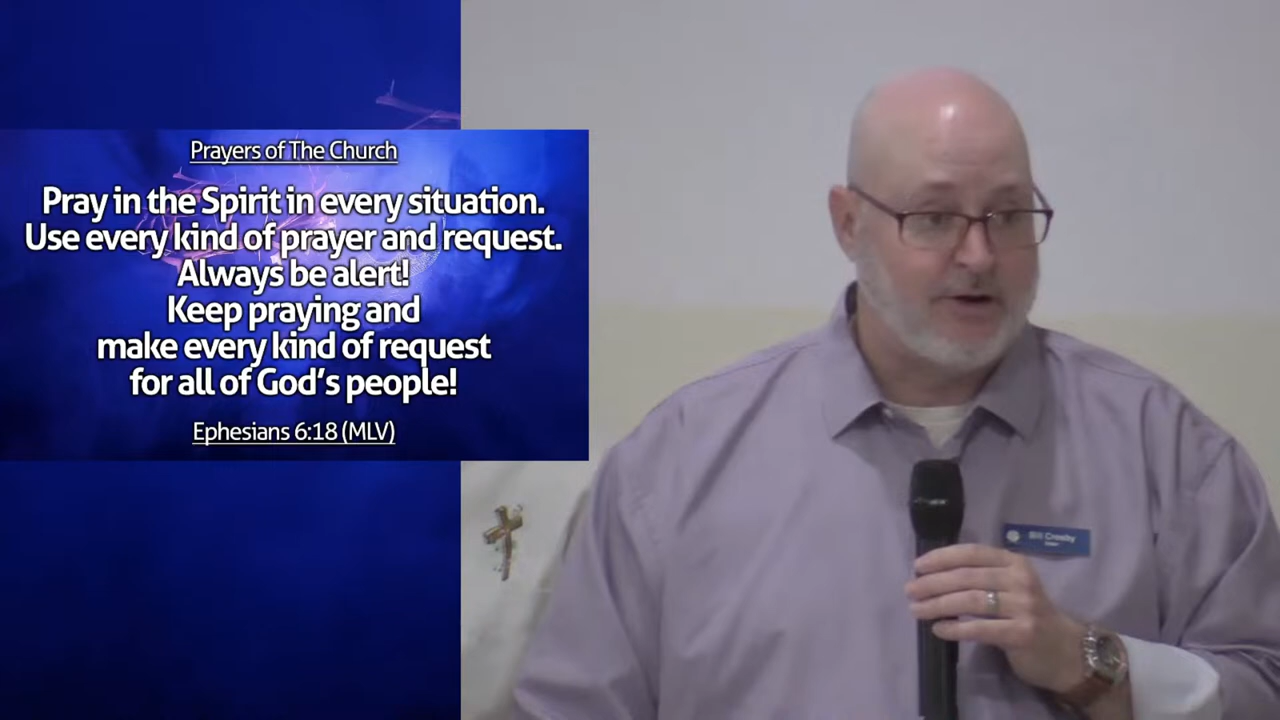 Prayers of The Church
Pray in the Spirit in every situation.
Use every kind of prayer and request.
Always be alert!
Keep praying and
make every kind of request
for all of God's people!
Ephesians 6:18 (MLV)
Bill Crosby